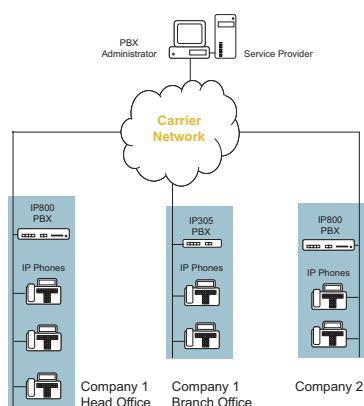 PBX
Administrator
Service Provider
Carrier
Network
IP800
PBX
IP Phones
IP305
PBX
IP Phones
IP800
PBX
IP Phones
Company 1
Head Office
Company 1
Branch Office
Company 2